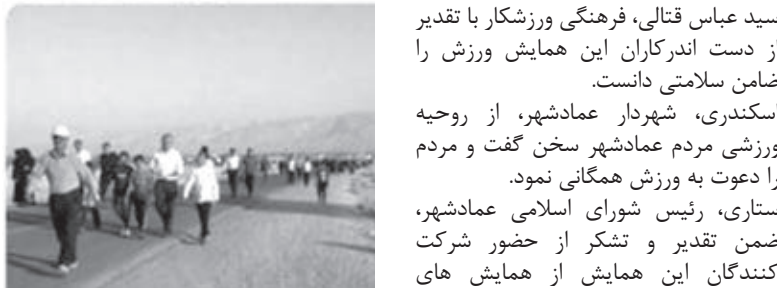 سید عباس قتالی، فرهنگی ورزشکار با تقدیر
از دست اندرکاران این همایش ورزش را
ضامن سلامتی دانست.
اسکندری، شهردار عمادشهر، از روحیه
ورزشی مردم عمادشهر سخن گفت و مردم
را دعوت به ورزش همگانی نمود.
ستاری، رئیس شورای اسلامی عمادشهر،
ضمن تقدیر و تشکر از حضور شرکت
کنندگان این همایش از همایش های